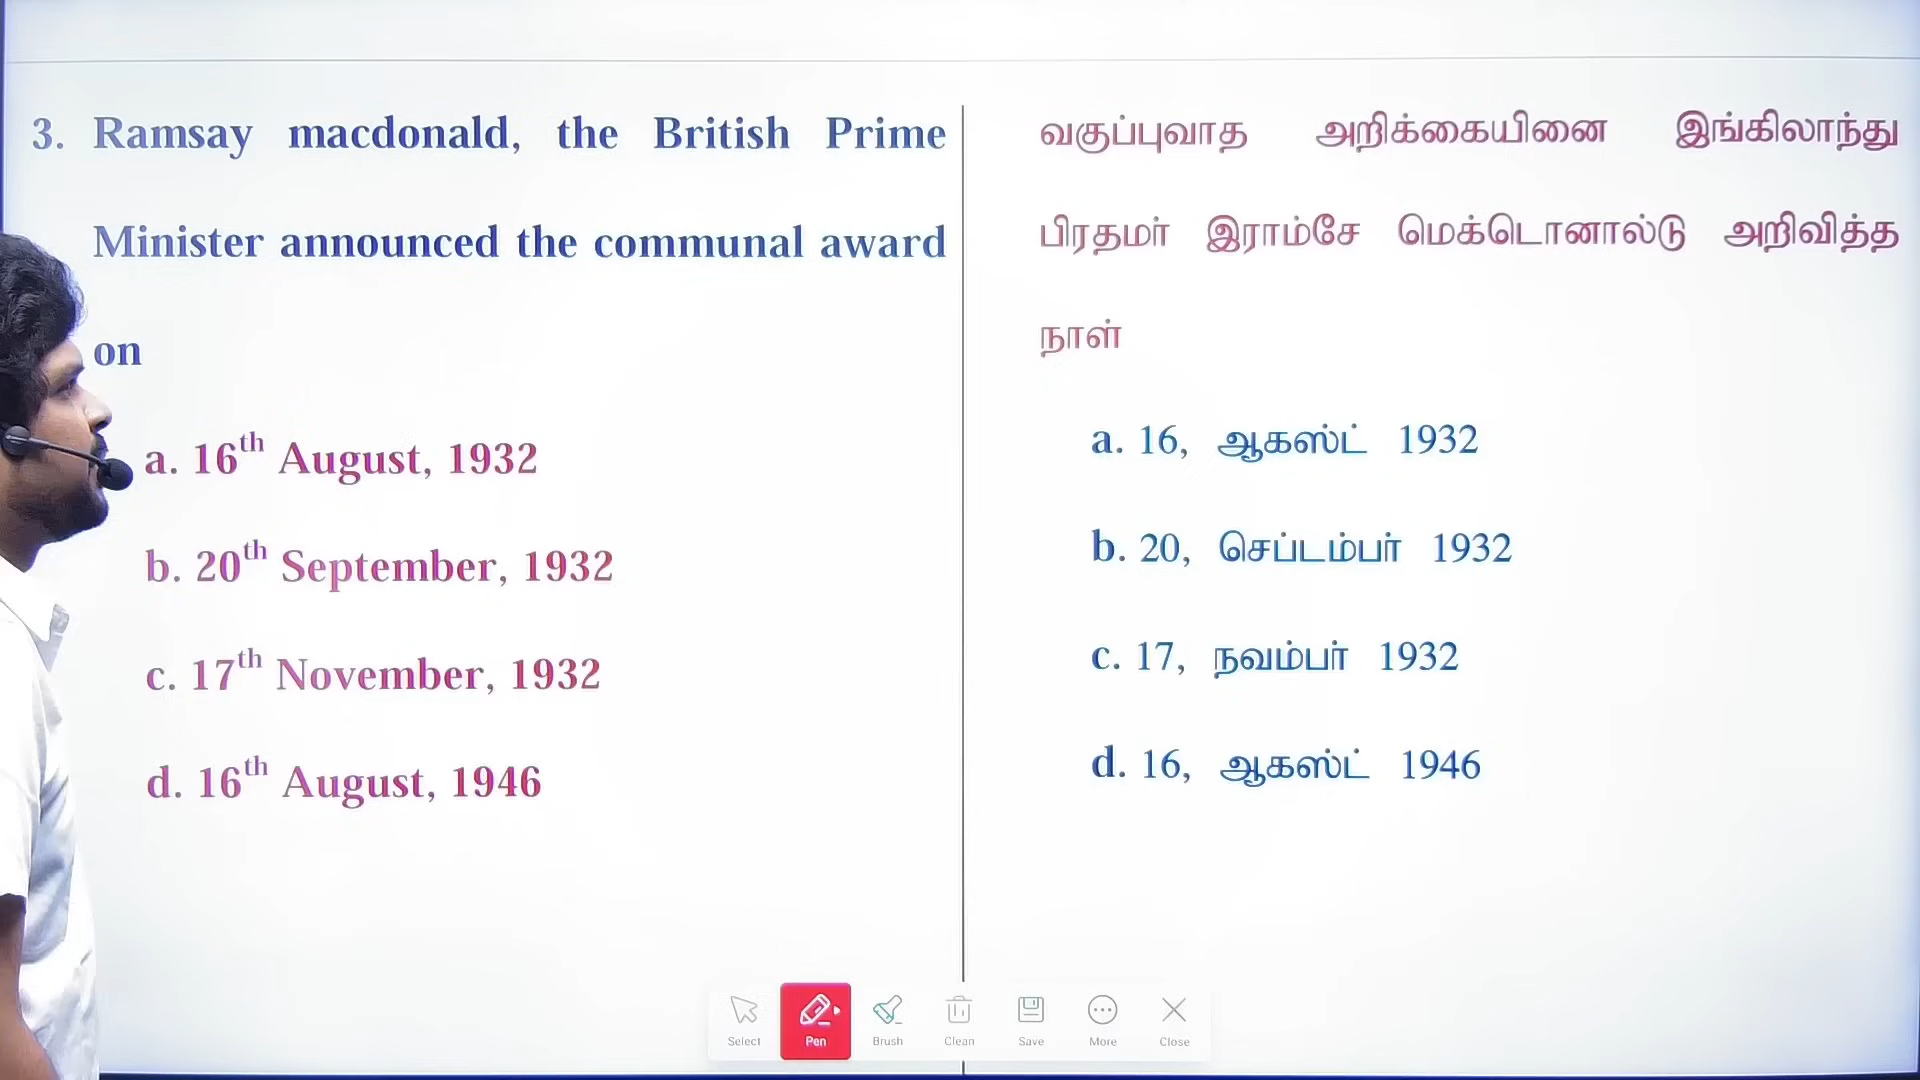 3. Ramsay macdonald, the British Prime
Minister announced the communal award
on
a. 16th August, 1932
b. 20th September, 1932
c. 17th November, 1932
d. 16th August, 1946
வகுப்புவாத அறிக்கையினை இங்கிலாந்து
பிரதமர் இராம்சே மெக்டொனால்டு அறிவித்த
நாள்
a. 16, ஆகஸ்ட் 1932
b. 20, செப்டம்பர் 1932
c. 17, நவம்பர் 1932
d. 16, ஆகஸ்ட் 1946
Select Pen Brush Clean Save More Close